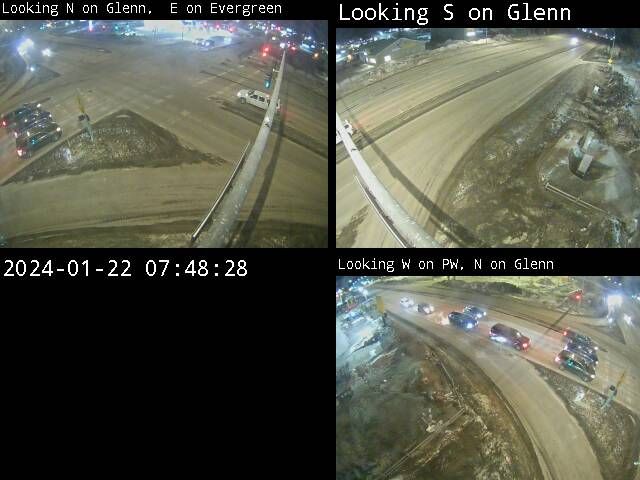 Looking N on Glenn, E on Evergreen
Looking S on Glenn
2024-01-22 07:48:28
Looking W on PW, N on Glenn